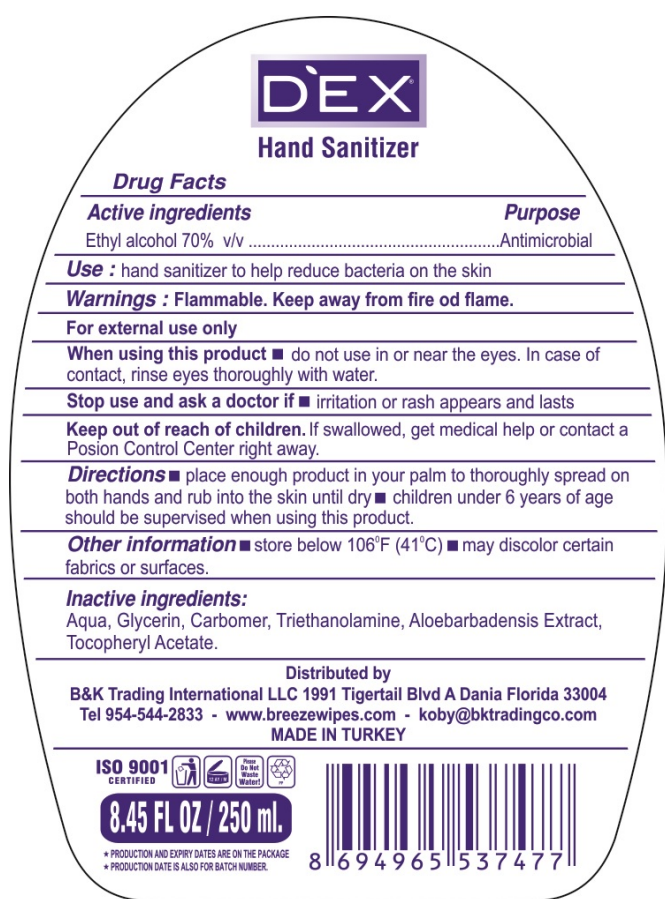 D'EX®
Hand Sanitizer
Drug Facts
Active ingredients Purpose
Ethyl alcohol 70% v/v ........................................................Antimicrobial
Use : hand sanitizer to help reduce bacteria on the skin
Warnings : Flammable. Keep away from fire od flame.
For external use only
When using this product ■ do not use in or near the eyes. In case of
contact, rinse eyes thoroughly with water.
Stop use and ask a doctor if ■ irritation or rash appears and lasts
Keep out of reach of children. If swallowed, get medical help or contact a
Posion Control Center right away.
Directions ■ place enough product in your palm to thoroughly spread on
both hands and rub into the skin until dry ■ children under 6 years of age
should be supervised when using this product.
Other information ■ store below 106⁰F (41⁰C) ■ may discolor certain
fabrics or surfaces.
Inactive ingredients:
Aqua, Glycerin, Carbomer, Triethanolamine, Aloebarbadensis Extract,
Tocopheryl Acetate.
Distributed by
B&K Trading International LLC 1991 Tigertail Blvd A Dania Florida 33004
Tel 954-544-2833 - www.breezewipes.com - koby@bktradingco.com
MADE IN TURKEY
ISO 9001
CERTIFIED
Please
Do Not
Waste
Water!
8.45 FL OZ / 250 ml.
★ PRODUCTION AND EXPIRY DATES ARE ON THE PACKAGE
★ PRODUCTION DATE IS ALSO FOR BATCH NUMBER.
8 694965 537477